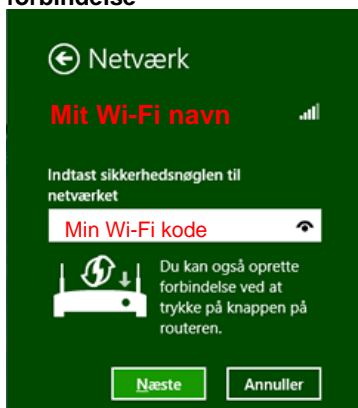 forbindelse
Netværk
Mit Wi-Fi navn
Indtast sikkerhedsnøglen til
netværket
Min Wi-Fi kode
Du kan også oprette
forbindelse ved at
trykke på knappen på
routeren.
Næste Annuller